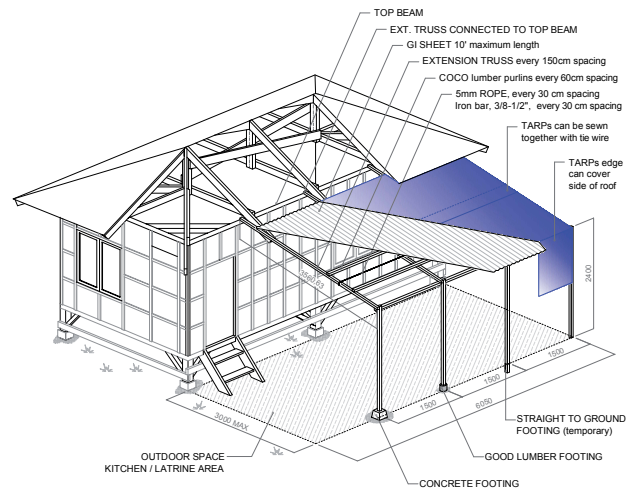 TOP BEAM
EXT. TRUSS CONNECTED TO TOP BEAM
GI SHEET 10' maximum length
EXTENSION TRUSS every 150cm spacing
COCO lumber purlins every 60cm spacing
5mm ROPE, every 30 cm spacing
Iron bar, 3/8-1/2", every 30 cm spacing
TARPs can be sewn
together with tie wire
TARPs edge
can cover
side of roof
3580.63
2400
1500
1500
1500
6050
3000 MAX
STRAIGHT TO GROUND
FOOTING (temporary)
OUTDOOR SPACE
KITCHEN / LATRINE AREA
GOOD LUMBER FOOTING
CONCRETE FOOTING